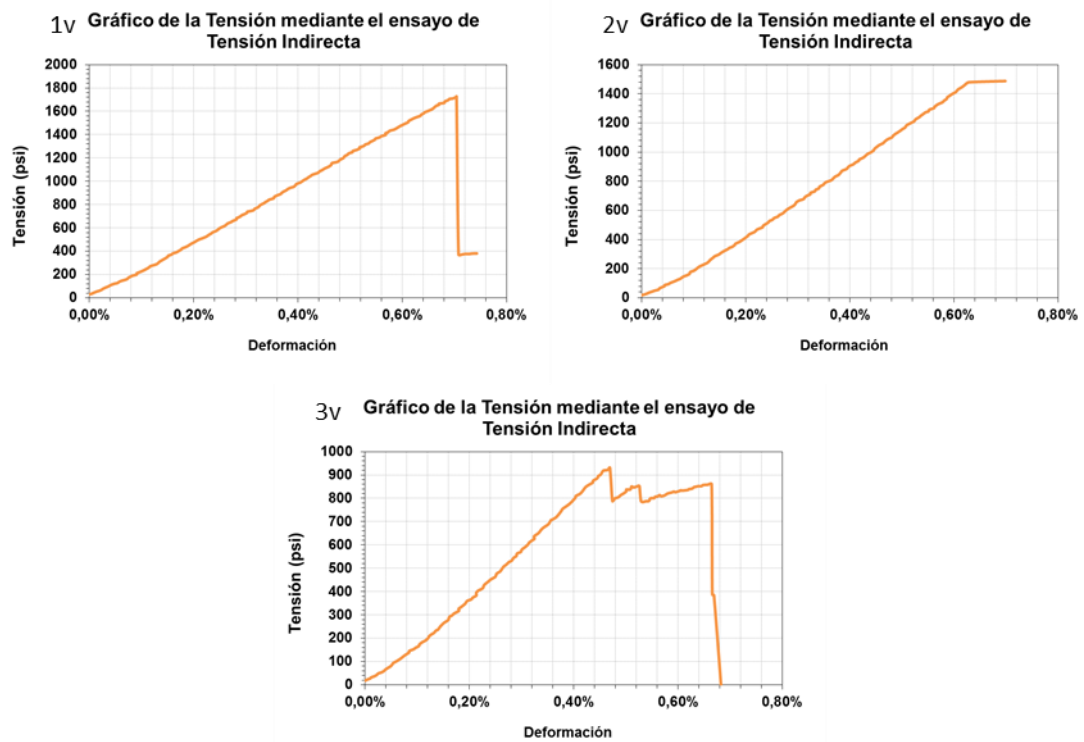 1v
Gráfico de la Tensión mediante el ensayo de
Tensión Indirecta
2000
1800
1600
1400
1200
1000
800
600
400
200
0
Tensión (psi)
0,00% 0,20% 0,40% 0,60% 0,80%
Deformación
2v
Gráfico de la Tensión mediante el ensayo de
Tensión Indirecta
1600
1400
1200
1000
800
600
400
200
0
Tensión (psi)
0,00% 0,20% 0,40% 0,60% 0,80%
Deformación
3v
Gráfico de la Tensión mediante el ensayo de
Tensión Indirecta
1000
900
800
700
600
500
400
300
200
100
0
Tensión (psi)
0,00% 0,20% 0,40% 0,60% 0,80%
Deformación